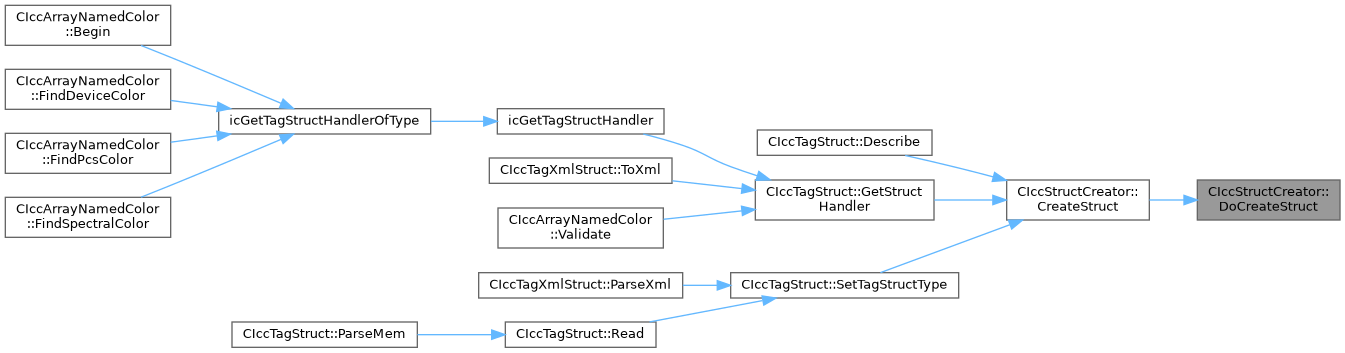 CIccArrayNamedColor
::Begin
CIccArrayNamedColor
::FindDeviceColor
CIccArrayNamedColor
::FindPcsColor
CIccArrayNamedColor
::FindSpectralColor
icGetTagStructHandlerOfType
icGetTagStructHandler
CIccTagXmlStruct::ToXml
CIccArrayNamedColor
::Validate
CIccTagXmlStruct::ParseXml
CIccTagStruct::ParseMem
CIccTagStruct::Read
CIccTagStruct::Describe
CIccTagStruct::GetStruct
Handler
CIccTagStruct::SetTagStructType
CIccStructCreator::
CreateStruct
CIccStructCreator::
DoCreateStruct